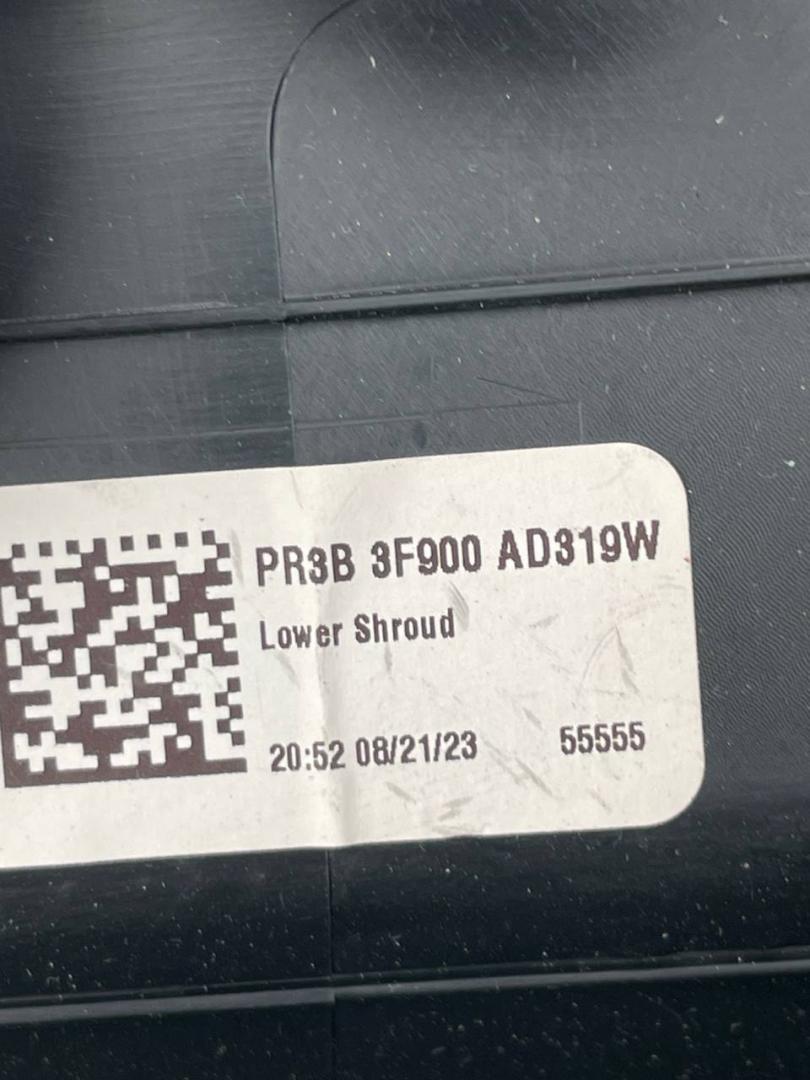 PR3B 3F900 AD319W
Lower Shroud
20:52 08/21/23 55555